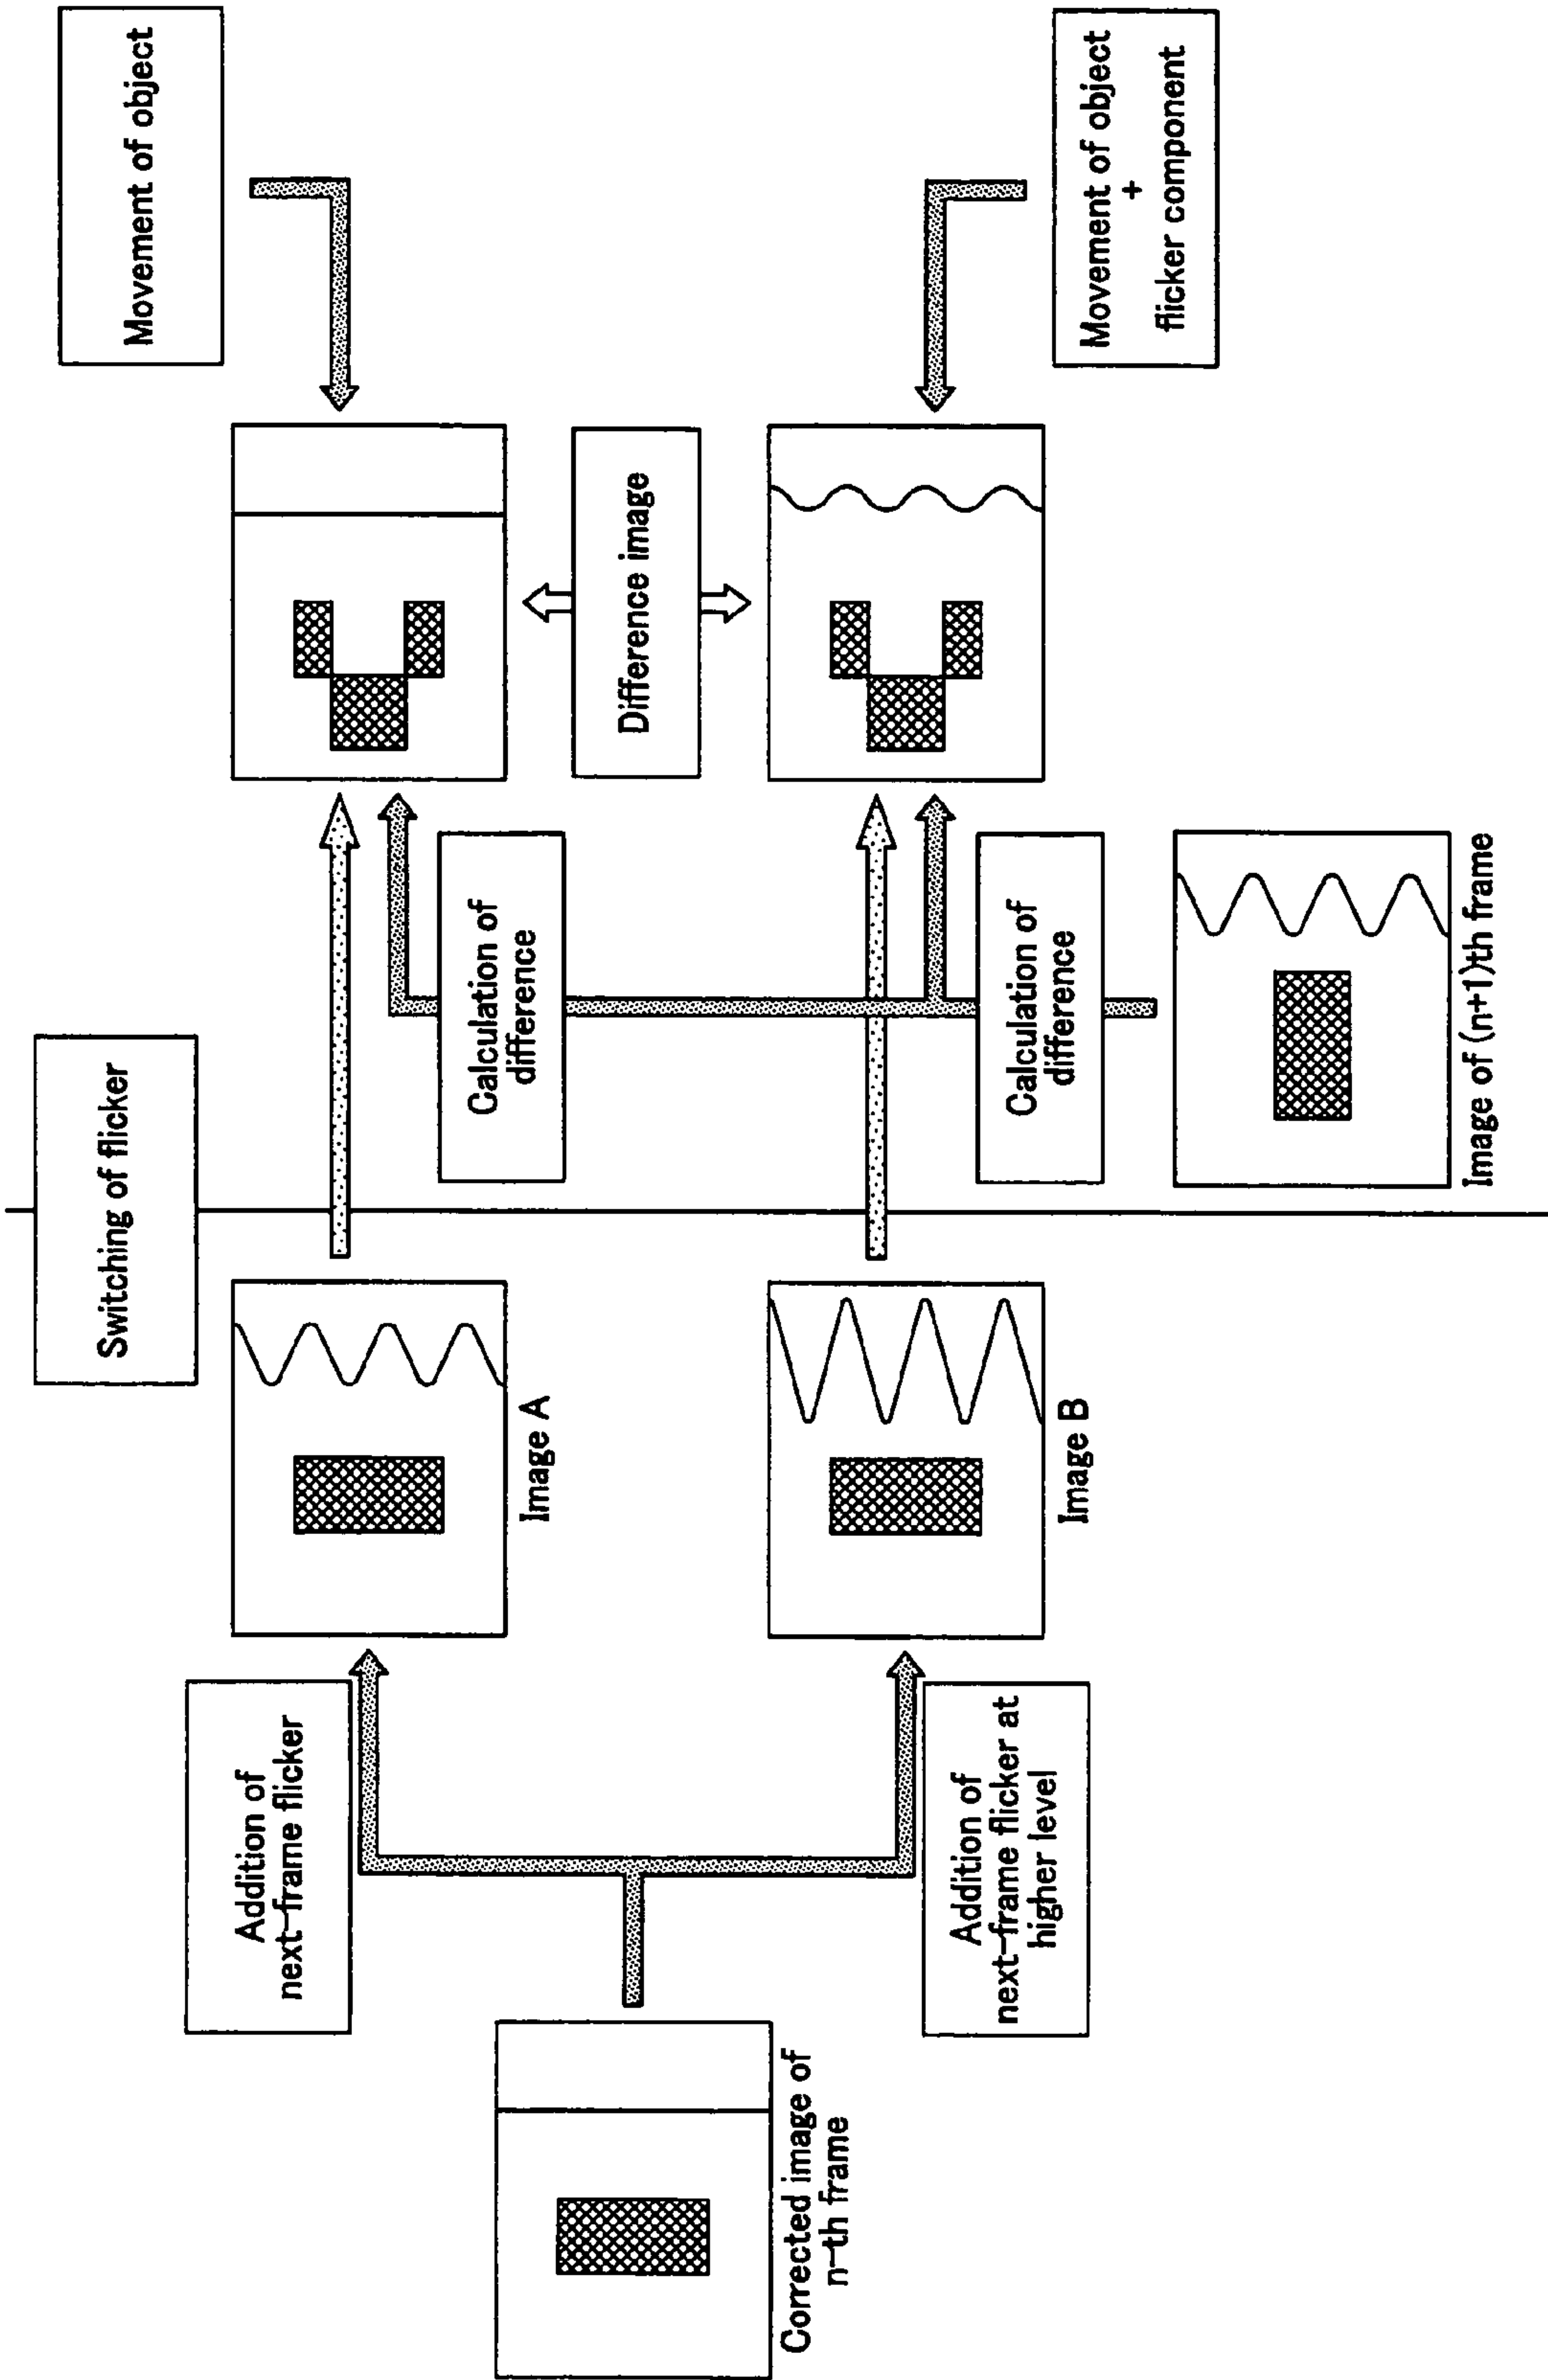 Corrected image of
n-th frame
Addition of
next-frame flicker
Addition of
next-frame flicker at
higher level
Image A
Image B
Switching of flicker
Calculation of
difference
Calculation of
difference
Image of (n+1)th frame
Difference image
Movement of object
Movement of object
+
flicker component